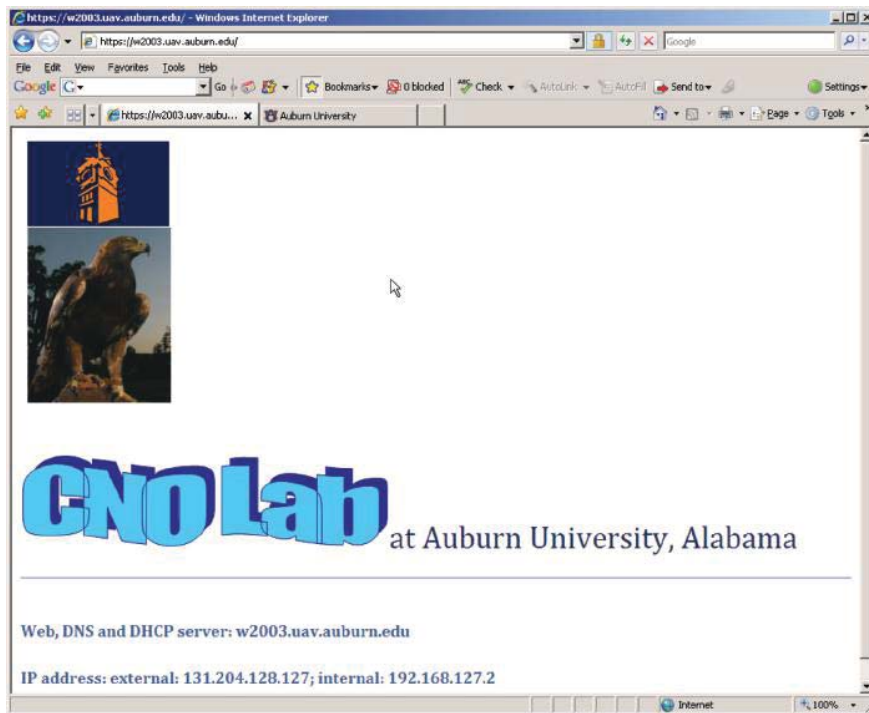 https://w2003.uav.auburn.edu/ - Windows Internet Explorer
https://w2003.uav.auburn.edu/
Google
File Edit View Favorites Tools Help
Google G Go Bookmarks 0 blocked Check AutoLink AutoFill Send to Settings
https://w2003.uav.aubu... Auburn University Page Tools
CNO Lab at Auburn University, Alabama
Web, DNS and DHCP server: w2003.uav.auburn.edu
IP address: external: 131.204.128.127; internal: 192.168.127.2
Internet 100%